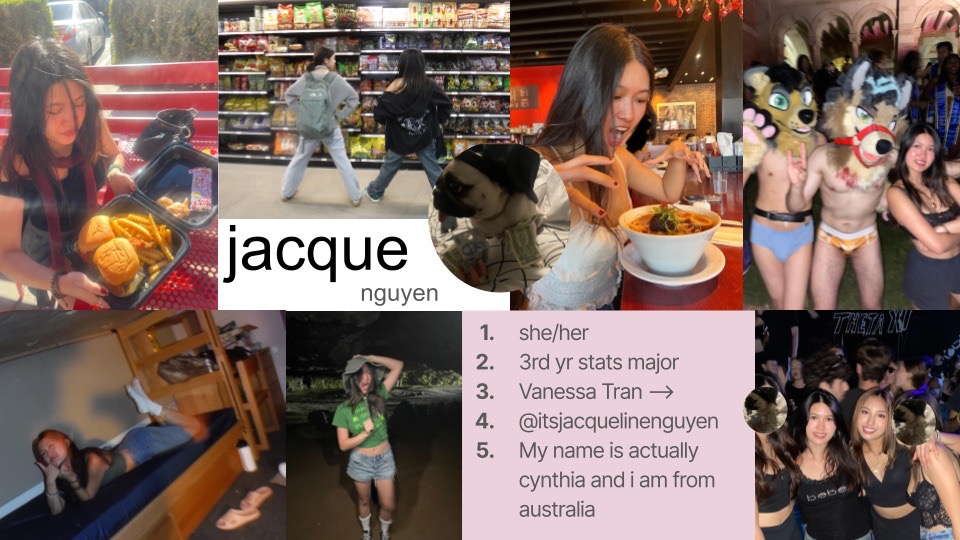 jacque
nguyen
1. she/her
2. 3rd yr stats major
3. Vanessa Tran -->
4. @itsjacquelinenguyen
5. My name is actually
cynthia and i am from
australia
THETA
bebe